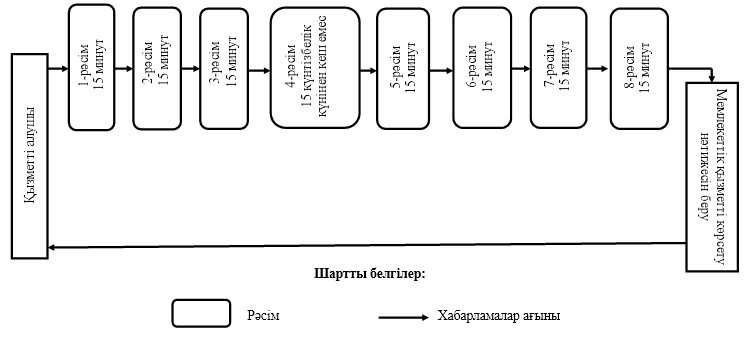 Қызметті алушы
1-рәсім
15 минут
2-рәсім
15 минут
3-рәсім
15 минут
4-рәсім
15 күнтізбелік
күнінен кеш емес
5-рәсім
15 минут
6-рәсім
15 минут
7-рәсім
15 минут
8-рәсім
15 минут
Мемлекеттік қызметті көрсету
нәтижесін беру
Шартты белгілер:
Рәсім
Хабарламалар ағыны